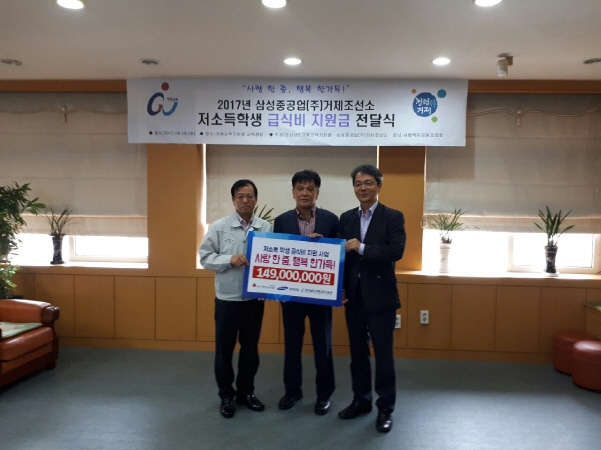 "사랑 한 줌, 행복 한가득!"
2017년 삼성중공업(주)거제조선소
저소득학생 급식비 지원금 전달식
저소득 학생 급식비 지원 사업
사랑 한 줌, 행복 한가득!
149,000,000원